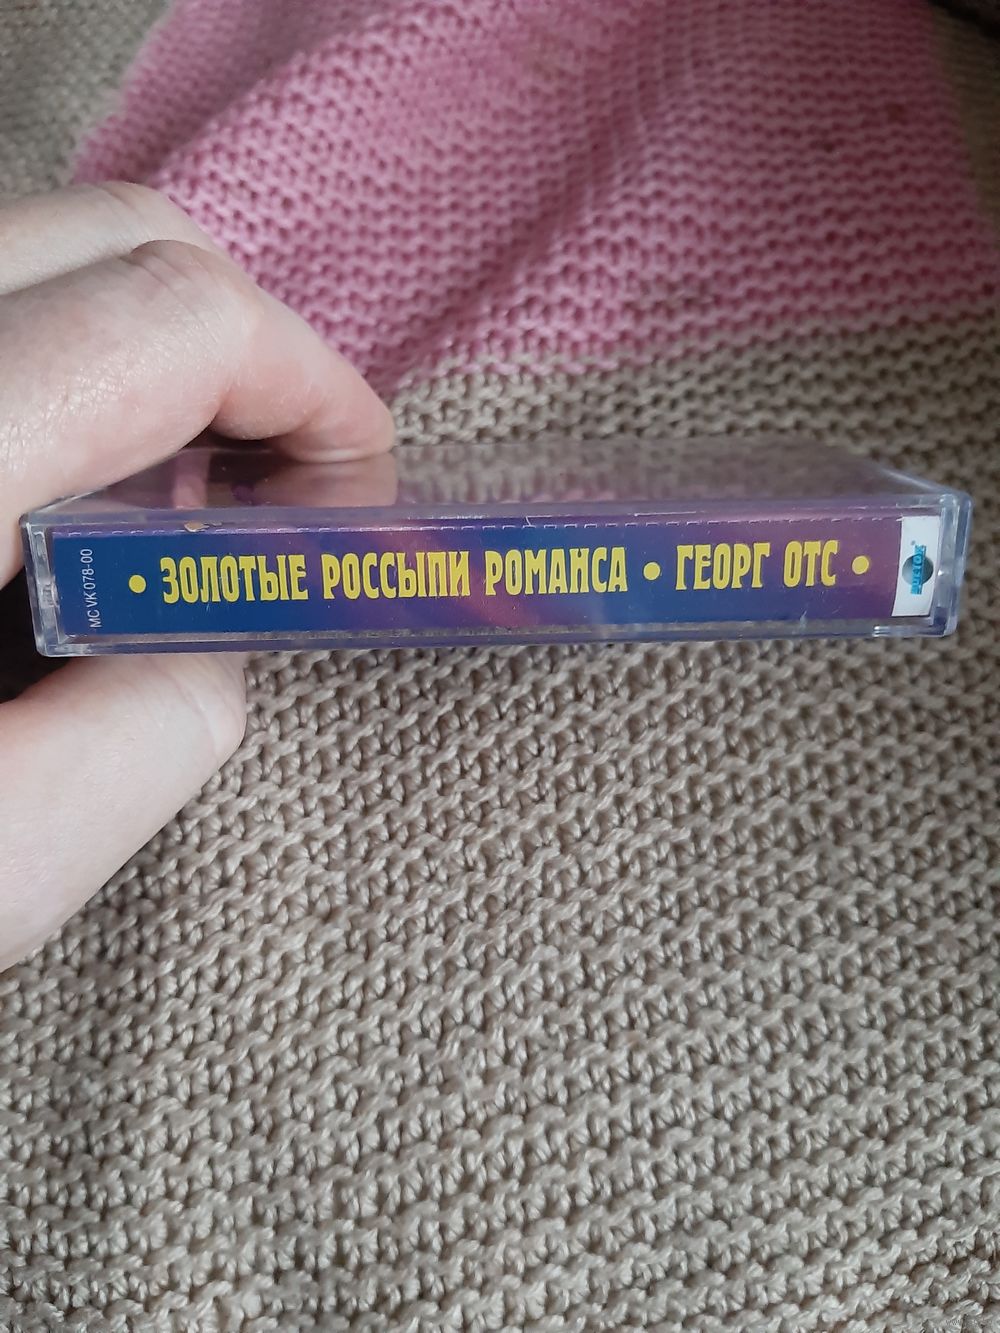 MC VK 078-00
• ЗОЛОТЫЕ РОССЫПИ РОМАНСА • ГЕОРГ ОТС •